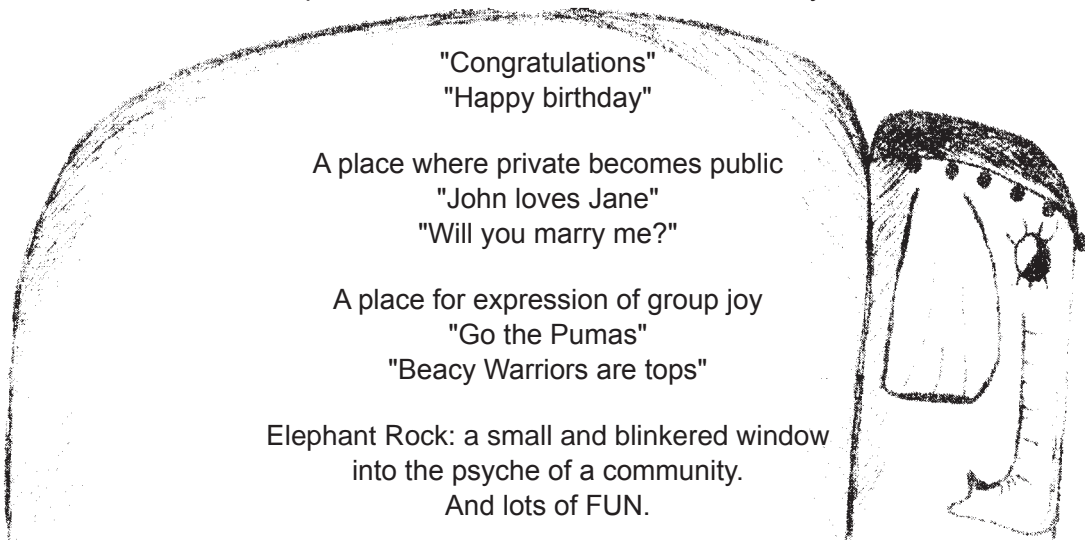 "Congratulations"
"Happy birthday"
A place where private becomes public
"John loves Jane"
"Will you marry me?"
A place for expression of group joy
"Go the Pumas"
"Beacy Warriors are tops"
Elephant Rock: a small and blinkered window
into the psyche of a community.
And lots of FUN.